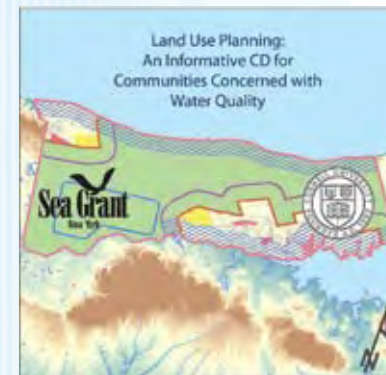 Land Use Planning:
An Informative CD for
Communities Concerned with
Water Quality
Sea Grant
New York
N